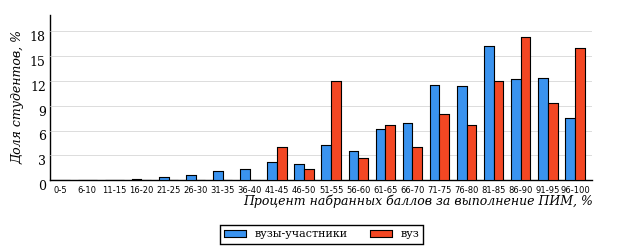 Доля студентов, %
18
15
12
9
6
3
0
0-5 6-10 11-15 16-20 21-25 26-30 31-35 36-40 41-45 46-50 51-55 56-60 61-65 66-70 71-75 76-80 81-85 86-90 91-95 96-100
Процент набранных баллов за выполнение ПИМ, %
вузы-участники вуз